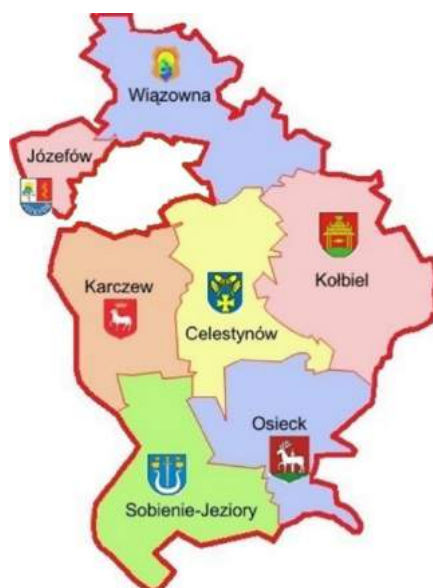 Wiązowna
Józefów
Kołbiel
Karczew
Celestynów
Osieck
Sobienie-Jeziory